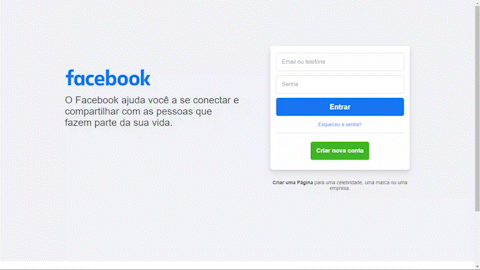 facebook
O Facebook ajuda você a se conectar e
compartilhar com as pessoas que
fazem parte da sua vida.
Email ou telefone
Senha
Entrar
Esqueceu a senha?
Criar nova conta
Criar uma Página para uma celebridade, uma marca ou uma
empresa.